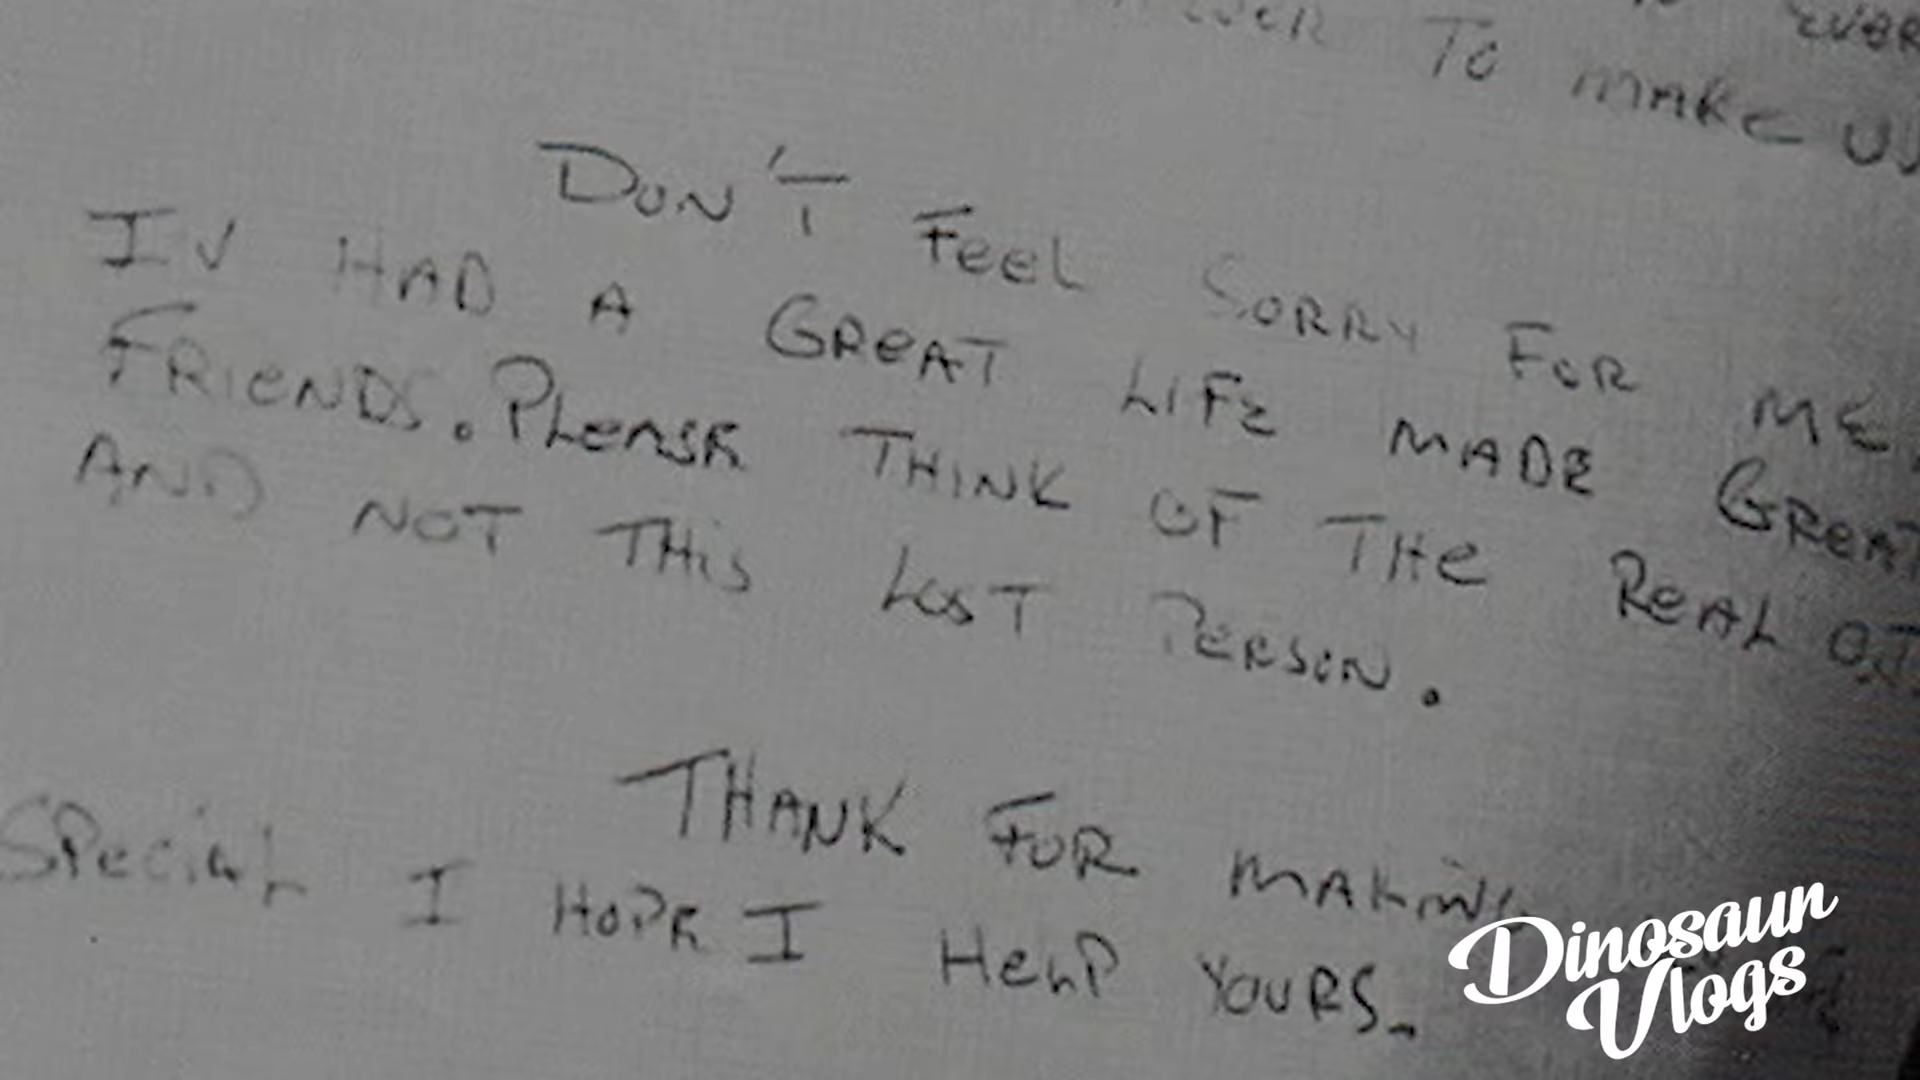 TO MAKE US
DON'T FEEL SORRY FOR ME.
IV HAD A GREAT LIFE MADE GREAT
FRIENDS. PLEASE THINK OF THE REAL O.J.
AND NOT THIS LOST PERSON.
THANK FOR MAKING
SPECIAL I HOPE I HELP YOURS.
Dinosaur
Vlogs